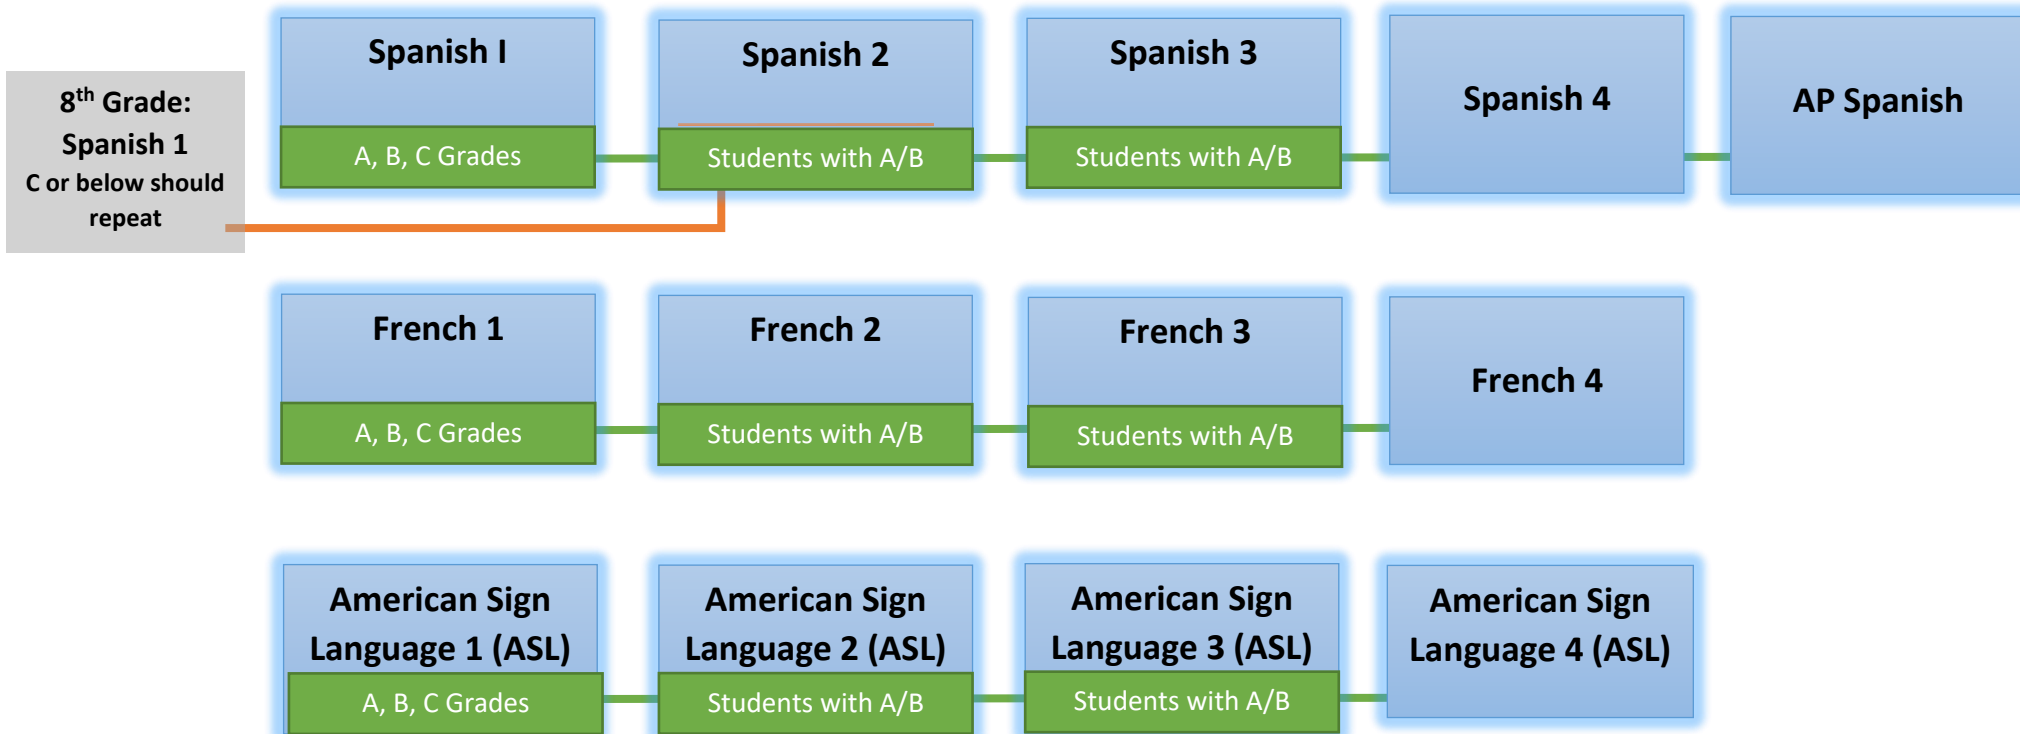 8th Grade:
Spanish 1
C or below should
repeat
Spanish I
A, B, C Grades
Spanish 2
Students with A/B
Spanish 3
Students with A/B
Spanish 4
AP Spanish
French 1
A, B, C Grades
French 2
Students with A/B
French 3
Students with A/B
French 4
American Sign
Language 1 (ASL)
A, B, C Grades
American Sign
Language 2 (ASL)
Students with A/B
American Sign
Language 3 (ASL)
Students with A/B
American Sign
Language 4 (ASL)